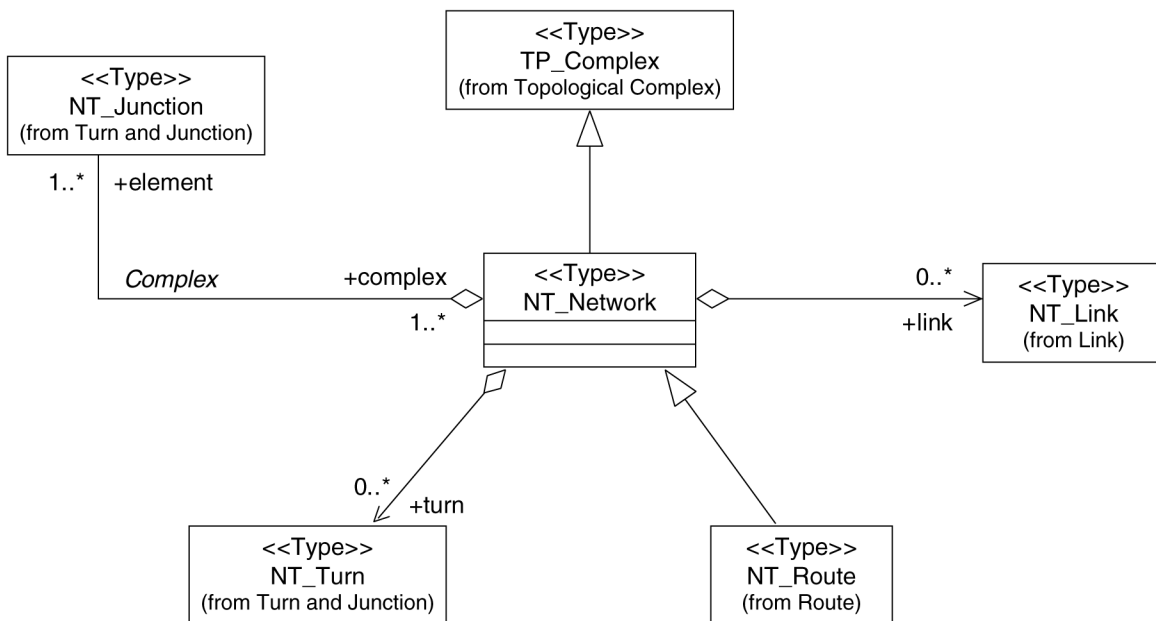 <<Type>>
TP_Complex
(from Topological Complex)
<<Type>>
NT_Junction
(from Turn and Junction)
1..*
+element
Complex
+complex
1..*
<<Type>>
NT_Network
0..*
+link
<<Type>>
NT_Link
(from Link)
0..*
+turn
<<Type>>
NT_Turn
(from Turn and Junction)
<<Type>>
NT_Route
(from Route)